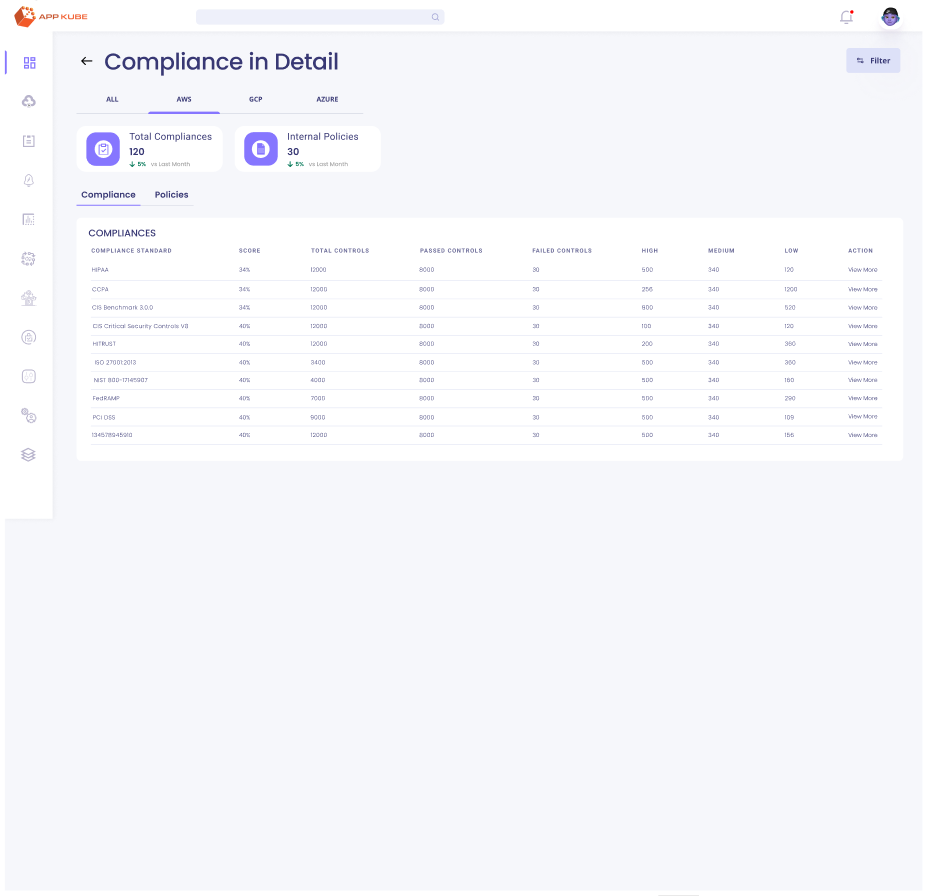 APP KUBE
Compliance in Detail
Filter
ALL AWS GCP AZURE
Total Compliances
120
5% vs Last Month
Internal Policies
30
5% vs Last Month
Compliance Policies
COMPLIANCES
COMPLIANCE STANDARD SCORE TOTAL CONTROLS PASSED CONTROLS FAILED CONTROLS HIGH MEDIUM LOW ACTION
HIPAA 34% 12000 8000 30 500 340 120 View More
CCPA 34% 12000 8000 30 256 340 1200 View More
CIS Benchmark 3.0.0 34% 12000 8000 30 800 340 520 View More
CIS Critical Security Controls V8 40% 12000 8000 30 100 340 120 View More
HITRUST 40% 12000 8000 30 200 340 360 View More
ISO 27001:2013 40% 3400 8000 30 500 340 360 View More
NIST 800-17145907 40% 4000 8000 30 500 340 160 View More
FedRAMP 40% 7000 8000 30 500 340 290 View More
PCI DSS 40% 9000 8000 30 500 340 109 View More
40% 12000 8000 30 500 340 156 View More